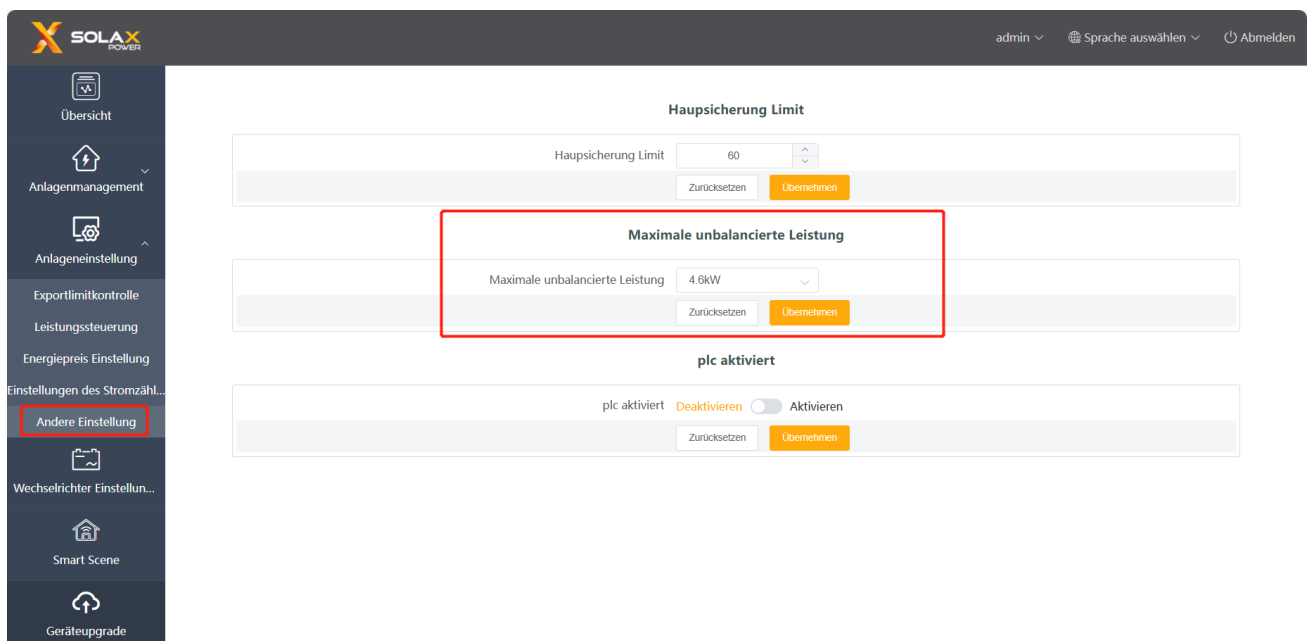 SOLAX
POWER
admin
Sprache auswählen
Abmelden
Übersicht
Anlagenmanagement
Anlageneinstellung
Exportlimitkontrolle
Leistungssteuerung
Energiepreis Einstellung
Einstellungen des Stromzähl...
Andere Einstellung
Wechselrichter Einstellun...
Smart Scene
Geräteupgrade
Haupsicherung Limit
Haupsicherung Limit 60
Zurücksetzen Übernehmen
Maximale unbalancierte Leistung
Maximale unbalancierte Leistung 4.6kW
Zurücksetzen Übernehmen
plc aktiviert
plc aktiviert Deaktivieren Aktivieren
Zurücksetzen Übernehmen